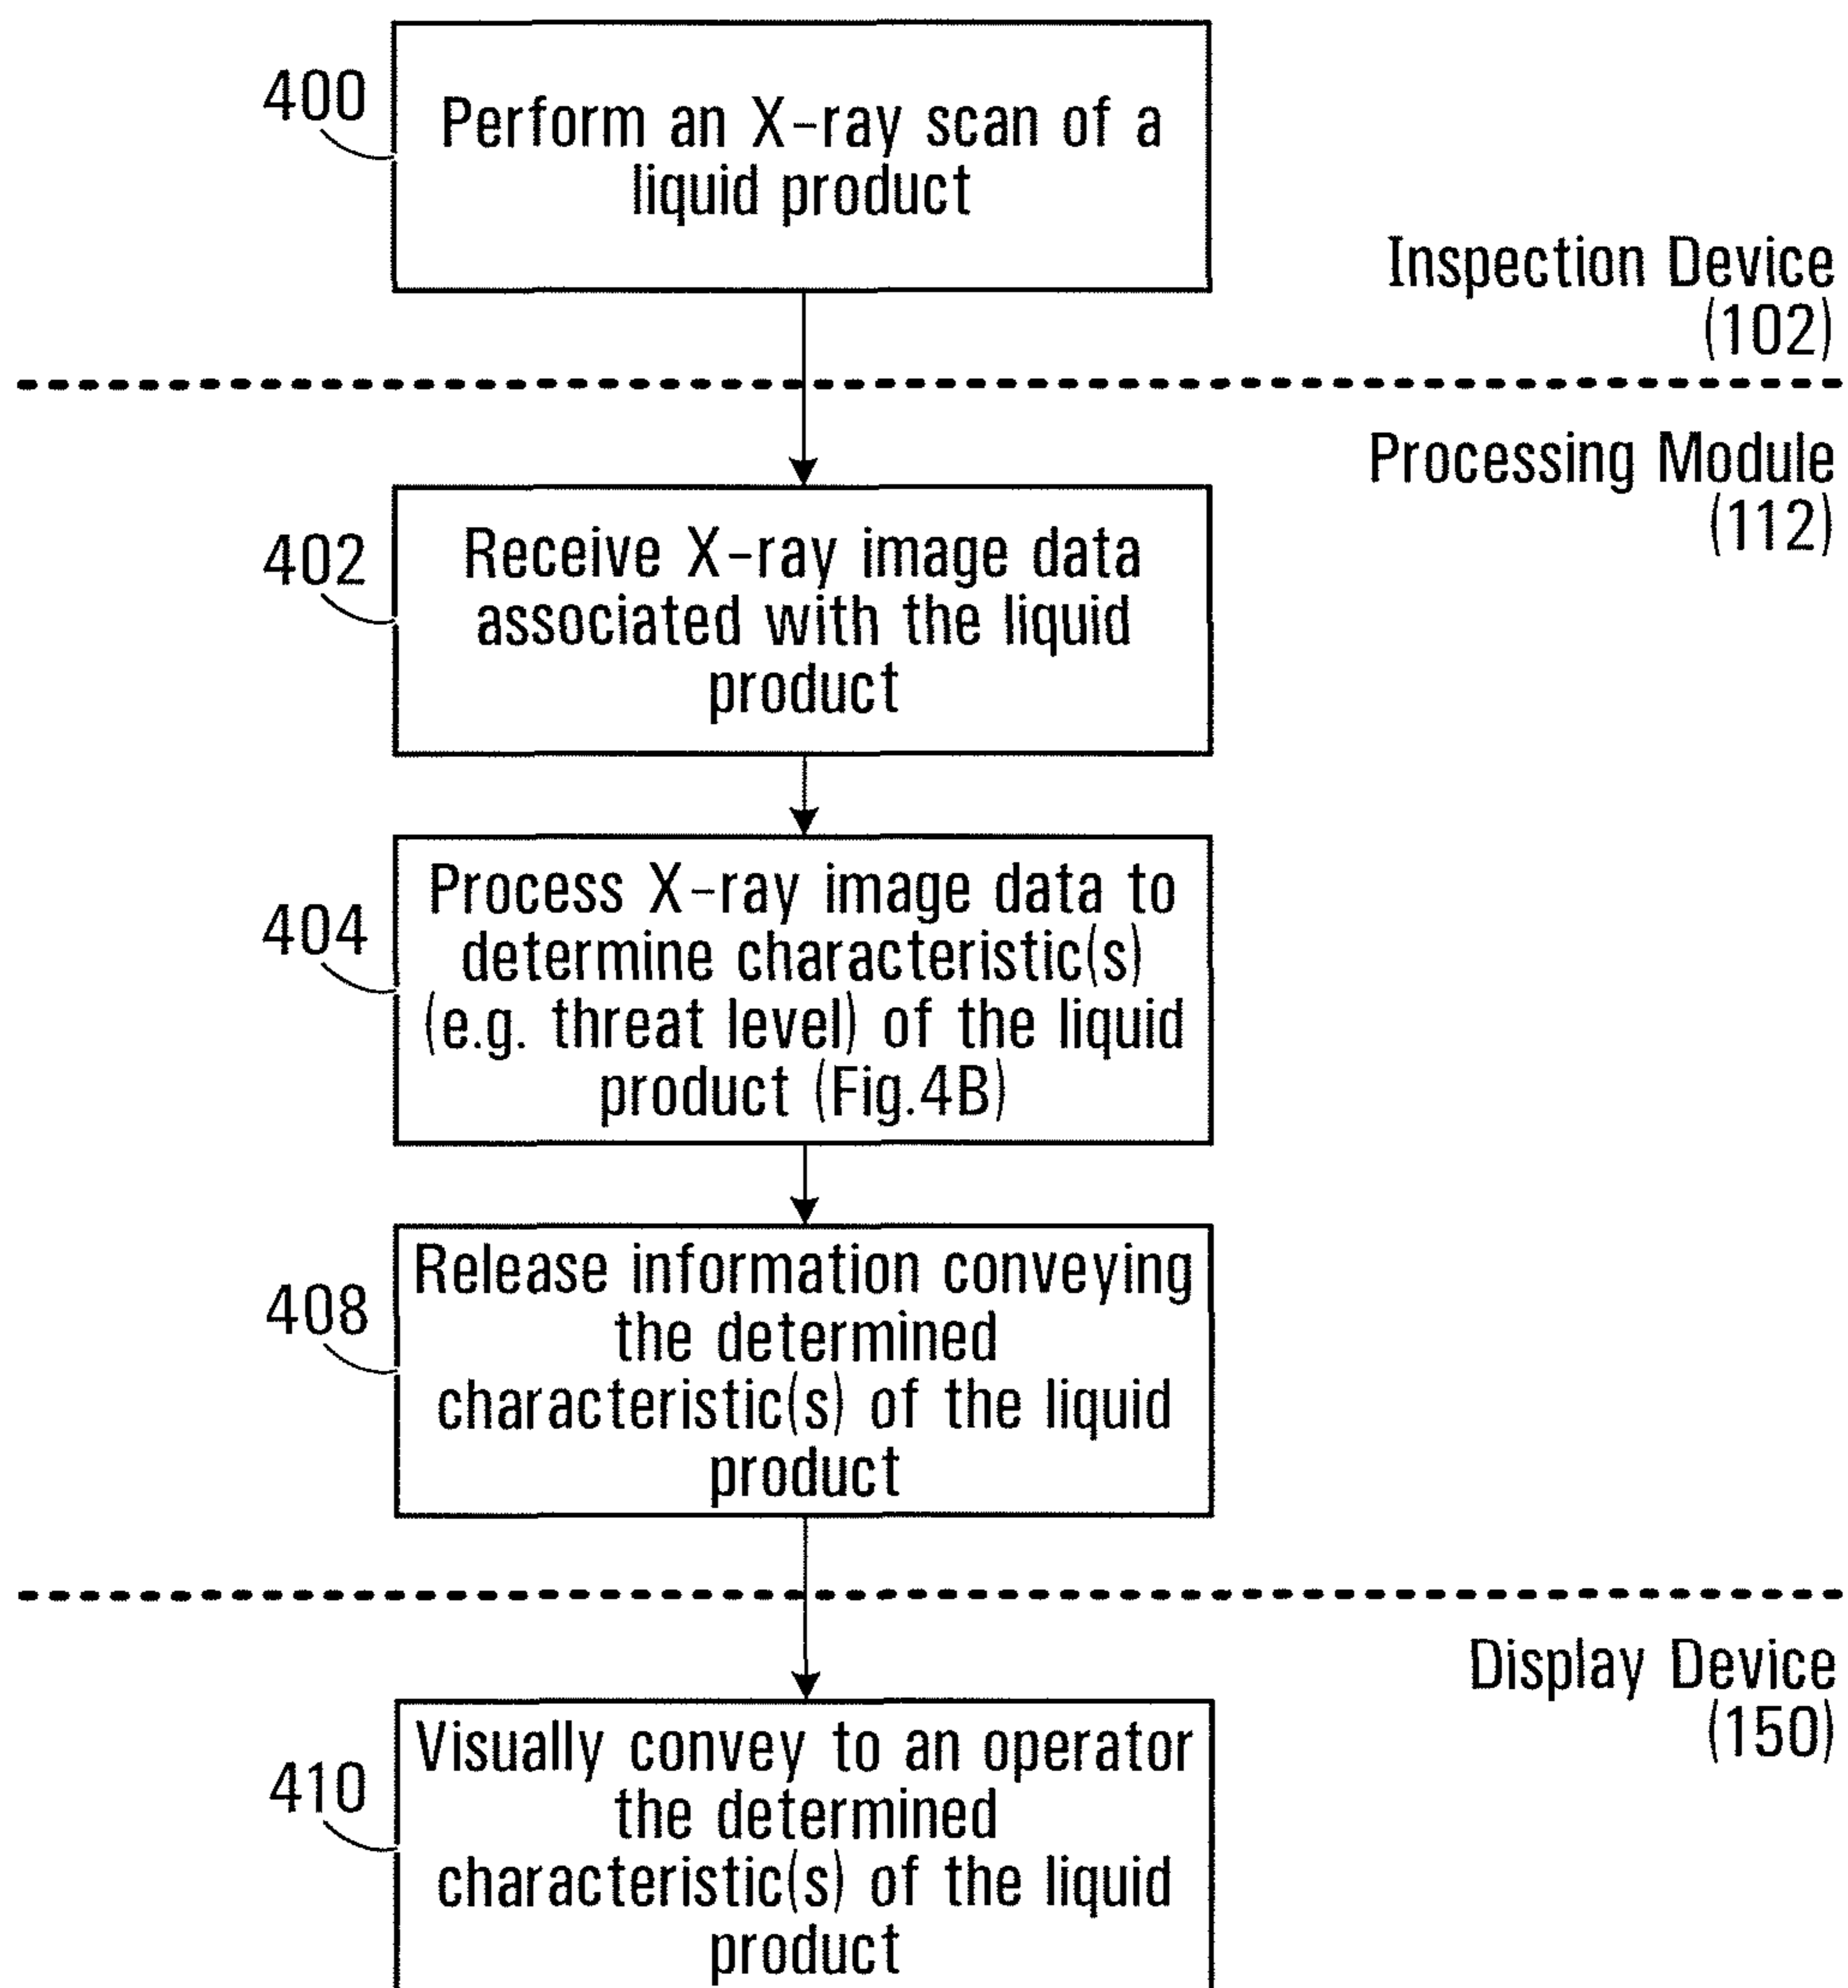 400
Perform an X-ray scan of a
liquid product
Inspection Device
(102)
Processing Module
(112)
402
Receive X-ray image data
associated with the liquid
product
404
Process X-ray image data to
determine characteristic(s)
(e.g. threat level) of the liquid
product (Fig.4B)
408
Release information conveying
the determined
characteristic(s) of the liquid
product
Display Device
(150)
410
Visually convey to an operator
the determined
characteristic(s) of the liquid
product